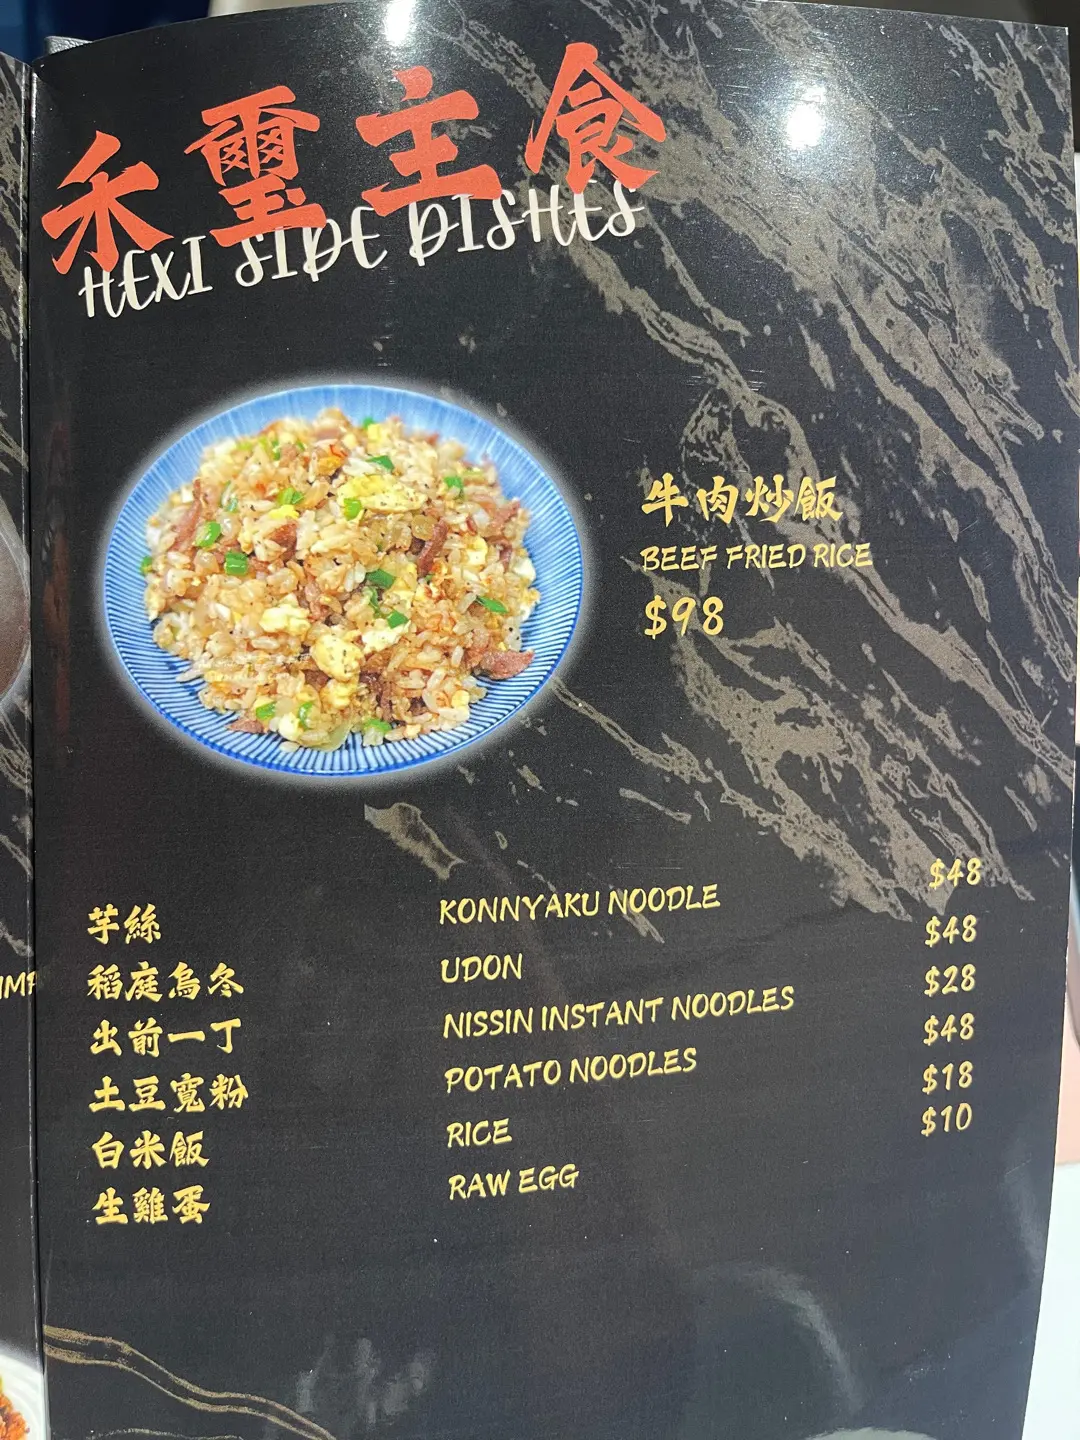 禾璽主食
HEXI SIDE DISHES
牛肉炒飯
BEEF FRIED RICE
$98
芋絲 KONNYAKU NOODLE $48
稻庭烏冬 UDON $48
出前一丁 NISSIN INSTANT NOODLES $28
土豆寬粉 POTATO NOODLES $48
白米飯 RICE $18
生雞蛋 RAW EGG $10